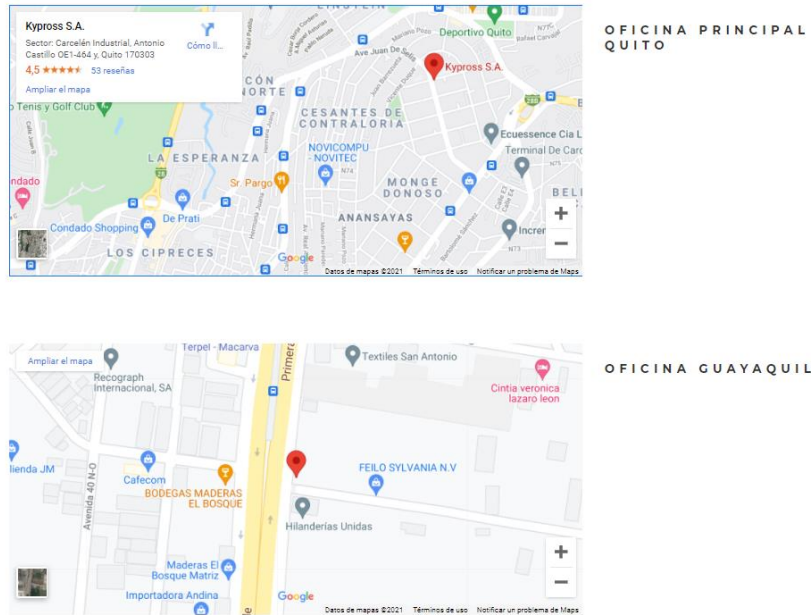 Kypross S.A.
Sector: Carcelén Industrial, Antonio
Castillo OE1-464 y, Quito 170303
4,5 ★★★★★ 53 reseñas
Ampliar el mapa
Cómo ll...
OFICINA PRINCIPAL
QUITO
Deportivo Quito
Ave Juan De Selis
Kypross S.A.
Tenis y Golf Club
CESANTES DE
CONTRALORIA
LA ESPERANZA
NOVICOMPU
- NOVITEC
N74
Ecuessence Cia L
Terminal De Carc
Sr. Pargo
MONGE
DONOSO
BELL
ANANSAYAS
De Prati
Condado Shopping
LOS CIPRECES
Increm
N73
+
−
Google
Datos de mapas ©2021 Términos de uso Notificar un problema de Maps
OFICINA GUAYAQUIL
Ampliar el mapa
Terpel - Macarva
Primera
Textiles San Antonio
Recograph
Internacional, SA
Cintia veronica
lazaro leon
lienda JM
Cafecom
Avenida 40 N-O
BODEGAS MADERAS
EL BOSQUE
FEILO SYLVANIA N.V
Hilanderías Unidas
Maderas El
Bosque Matriz
Importadora Andina
+
−
Google
Datos de mapas ©2021 Términos de uso Notificar un problema de Maps